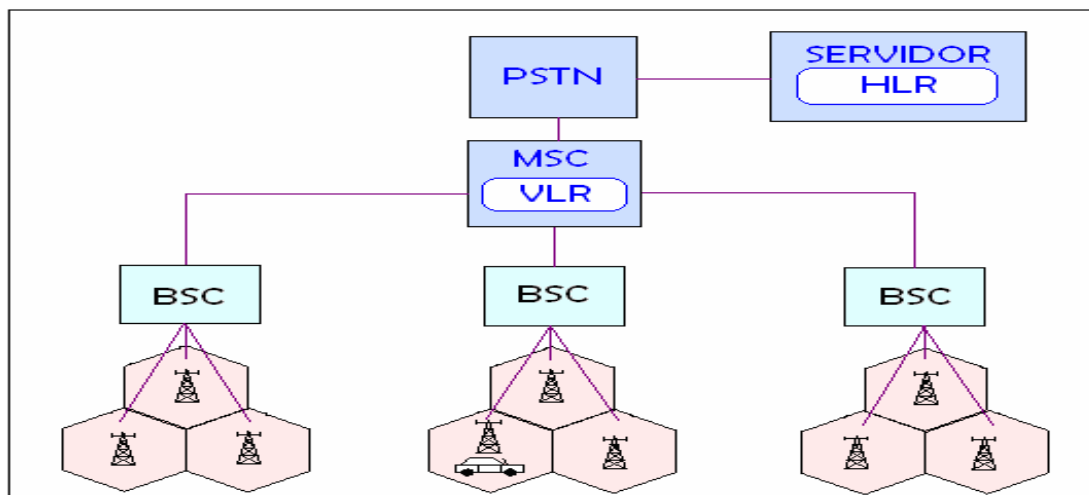 PSTN
SERVIDOR
HLR
MSC
VLR
BSC
BSC
BSC